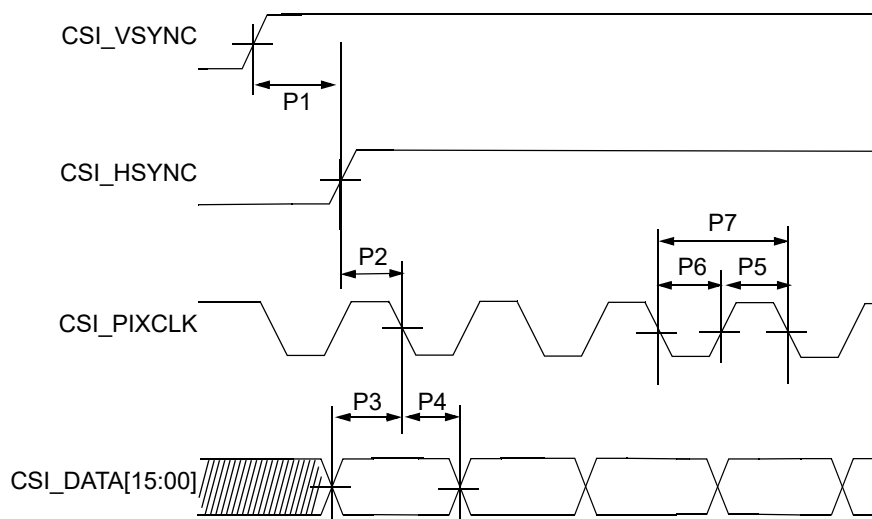 CSI_VSYNC
P1
CSI_HSYNC
P7
P2
P6 P5
CSI_PIXCLK
P3 P4
CSI_DATA[15:00]